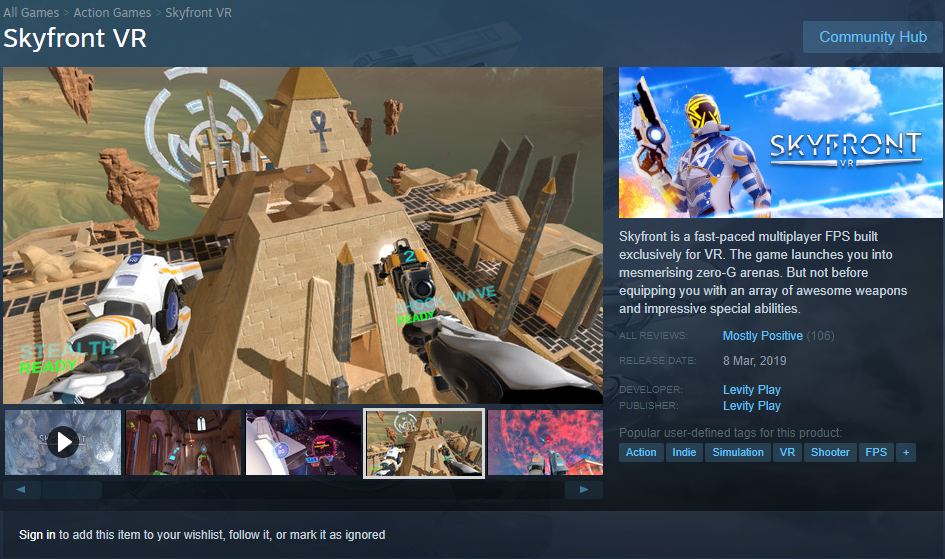 All Games > Action Games > Skyfront VR
Skyfront VR
Community Hub
STEALTH
READY
2
SHOCK WAVE
READY
SKYFRONT
VR
Skyfront is a fast-paced multiplayer FPS built
exclusively for VR. The game launches you into
mesmerising zero-G arenas. But not before
equipping you with an array of awesome weapons
and impressive special abilities.
ALL REVIEWS: Mostly Positive (106)
RELEASE DATE: 8 Mar, 2019
DEVELOPER: Levity Play
PUBLISHER: Levity Play
Popular user-defined tags for this product:
Action Indie Simulation VR Shooter FPS +
Sign in to add this item to your wishlist, follow it, or mark it as ignored